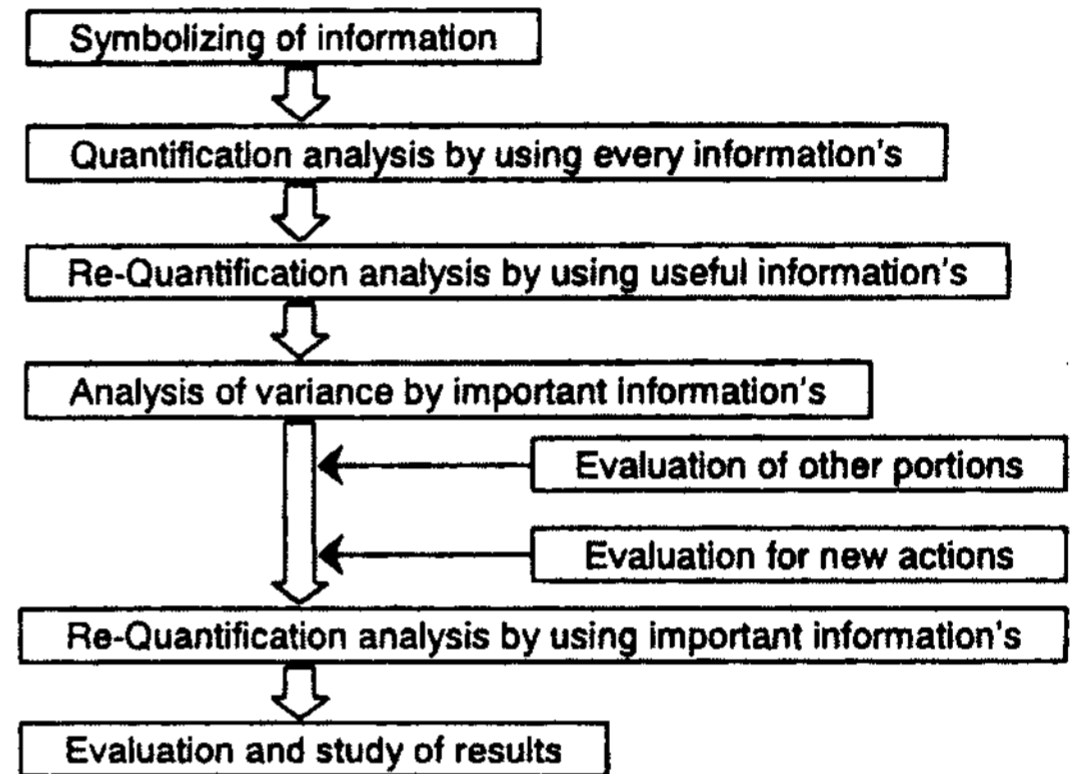 Symbolizing of information
Quantification analysis by using every information's
Re-Quantification analysis by using useful information's
Analysis of variance by important information's
Evaluation of other portions
Evaluation for new actions
Re-Quantification analysis by using important information's
Evaluation and study of results